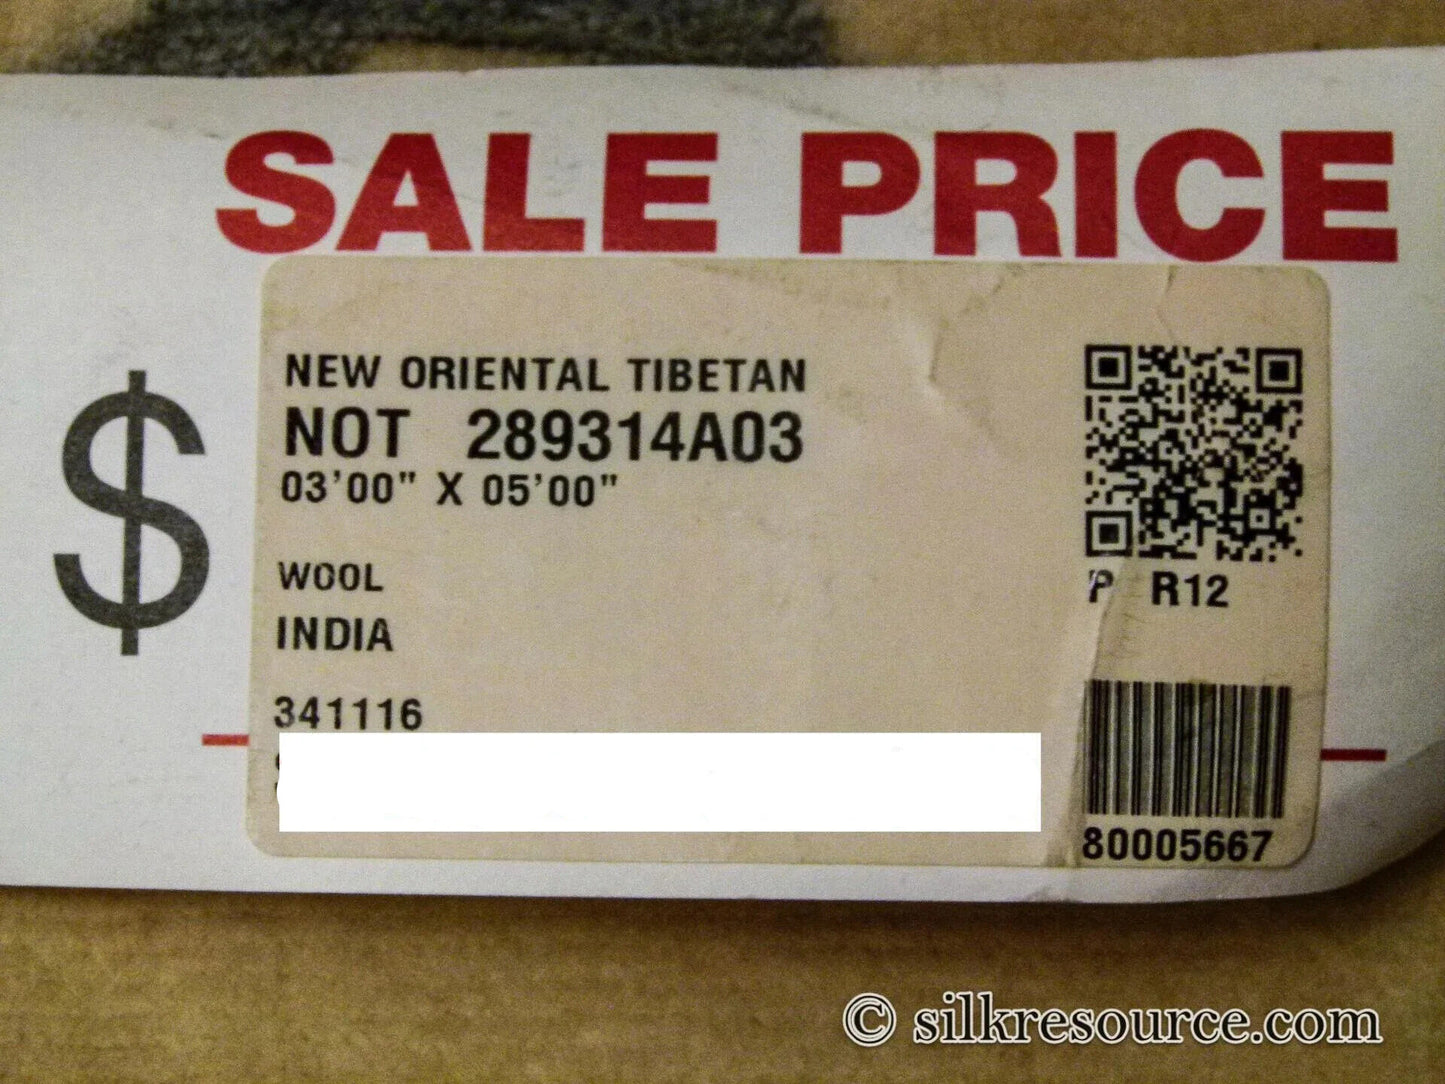 SALE PRICE
$
NEW ORIENTAL TIBETAN
NOT 289314A03
03'00" X 05'00"
WOOL
INDIA
341116
P R12
80005667
© silkresource.com